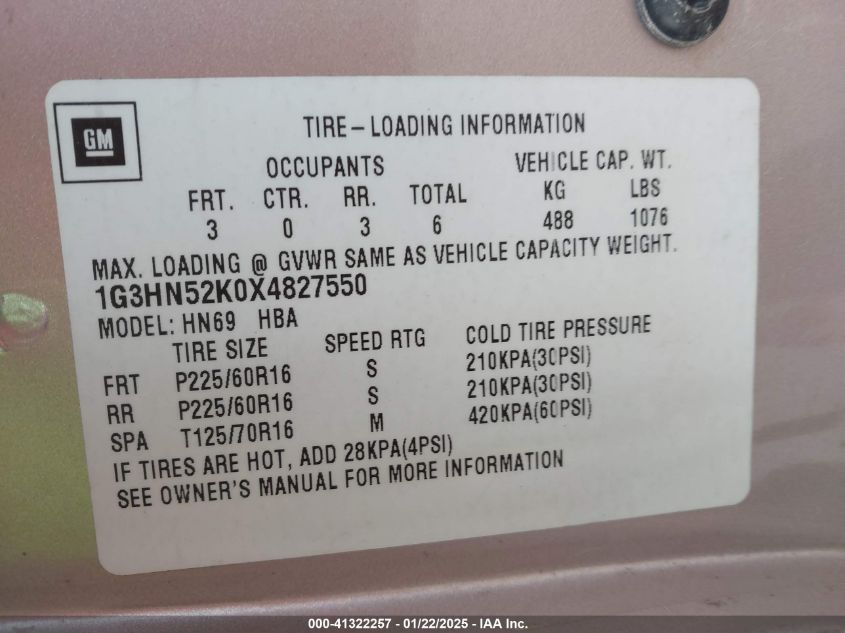 GM
TIRE-LOADING INFORMATION
OCCUPANTS VEHICLE CAP. WT.
FRT. CTR. RR. TOTAL KG LBS
3 0 3 6 488 1076
MAX. LOADING @ GVWR SAME AS VEHICLE CAPACITY WEIGHT.
1G3HN52K0X4827550
MODEL: HN69 HBA
TIRE SIZE SPEED RTG COLD TIRE PRESSURE
FRT P225/60R16 S 210KPA(30PSI)
RR P225/60R16 S 210KPA(30PSI)
SPA T125/70R16 M 420KPA(60PSI)
IF TIRES ARE HOT, ADD 28KPA(4PSI)
SEE OWNER'S MANUAL FOR MORE INFORMATION
000-41322257 - 01/22/2025 - IAA Inc.